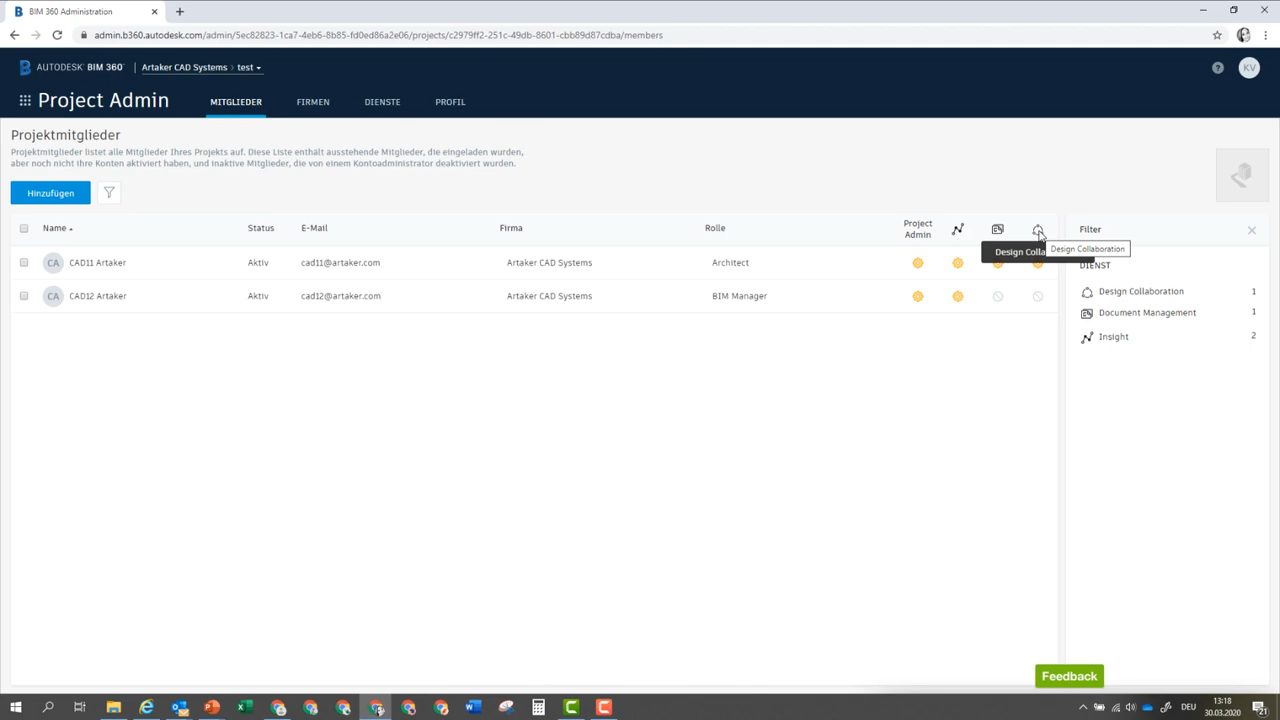 BIM 360 Administration
admin.b360.autodesk.com/admin/5ec82823-1ca7-4eb6-8b85-fd0ed86a2e06/projects/c2979ff2-251c-49db-8601-cbb89d87cdba/members
AUTODESK® BIM 360™
Artaker CAD Systems > test
KV
Project Admin
MITGLIEDER
FIRMEN
DIENSTE
PROFIL
Projektmitglieder
Projektmitglieder listet alle Mitglieder Ihres Projekts auf. Diese Liste enthält ausstehende Mitglieder, die eingeladen wurden,
aber noch nicht ihre Konten aktiviert haben, und inaktive Mitglieder, die von einem Kontoadministrator deaktiviert wurden.
Hinzufügen
Name Status E-Mail Firma Rolle Project Admin
Filter
Design Colla
Design Collaboration
CA CAD11 Artaker Aktiv cad11@artaker.com Artaker CAD Systems Architect
CA CAD12 Artaker Aktiv cad12@artaker.com Artaker CAD Systems BIM Manager
DIENST
Design Collaboration 1
Document Management 1
Insight 2
Feedback
DEU
13:18
30.03.2020
21